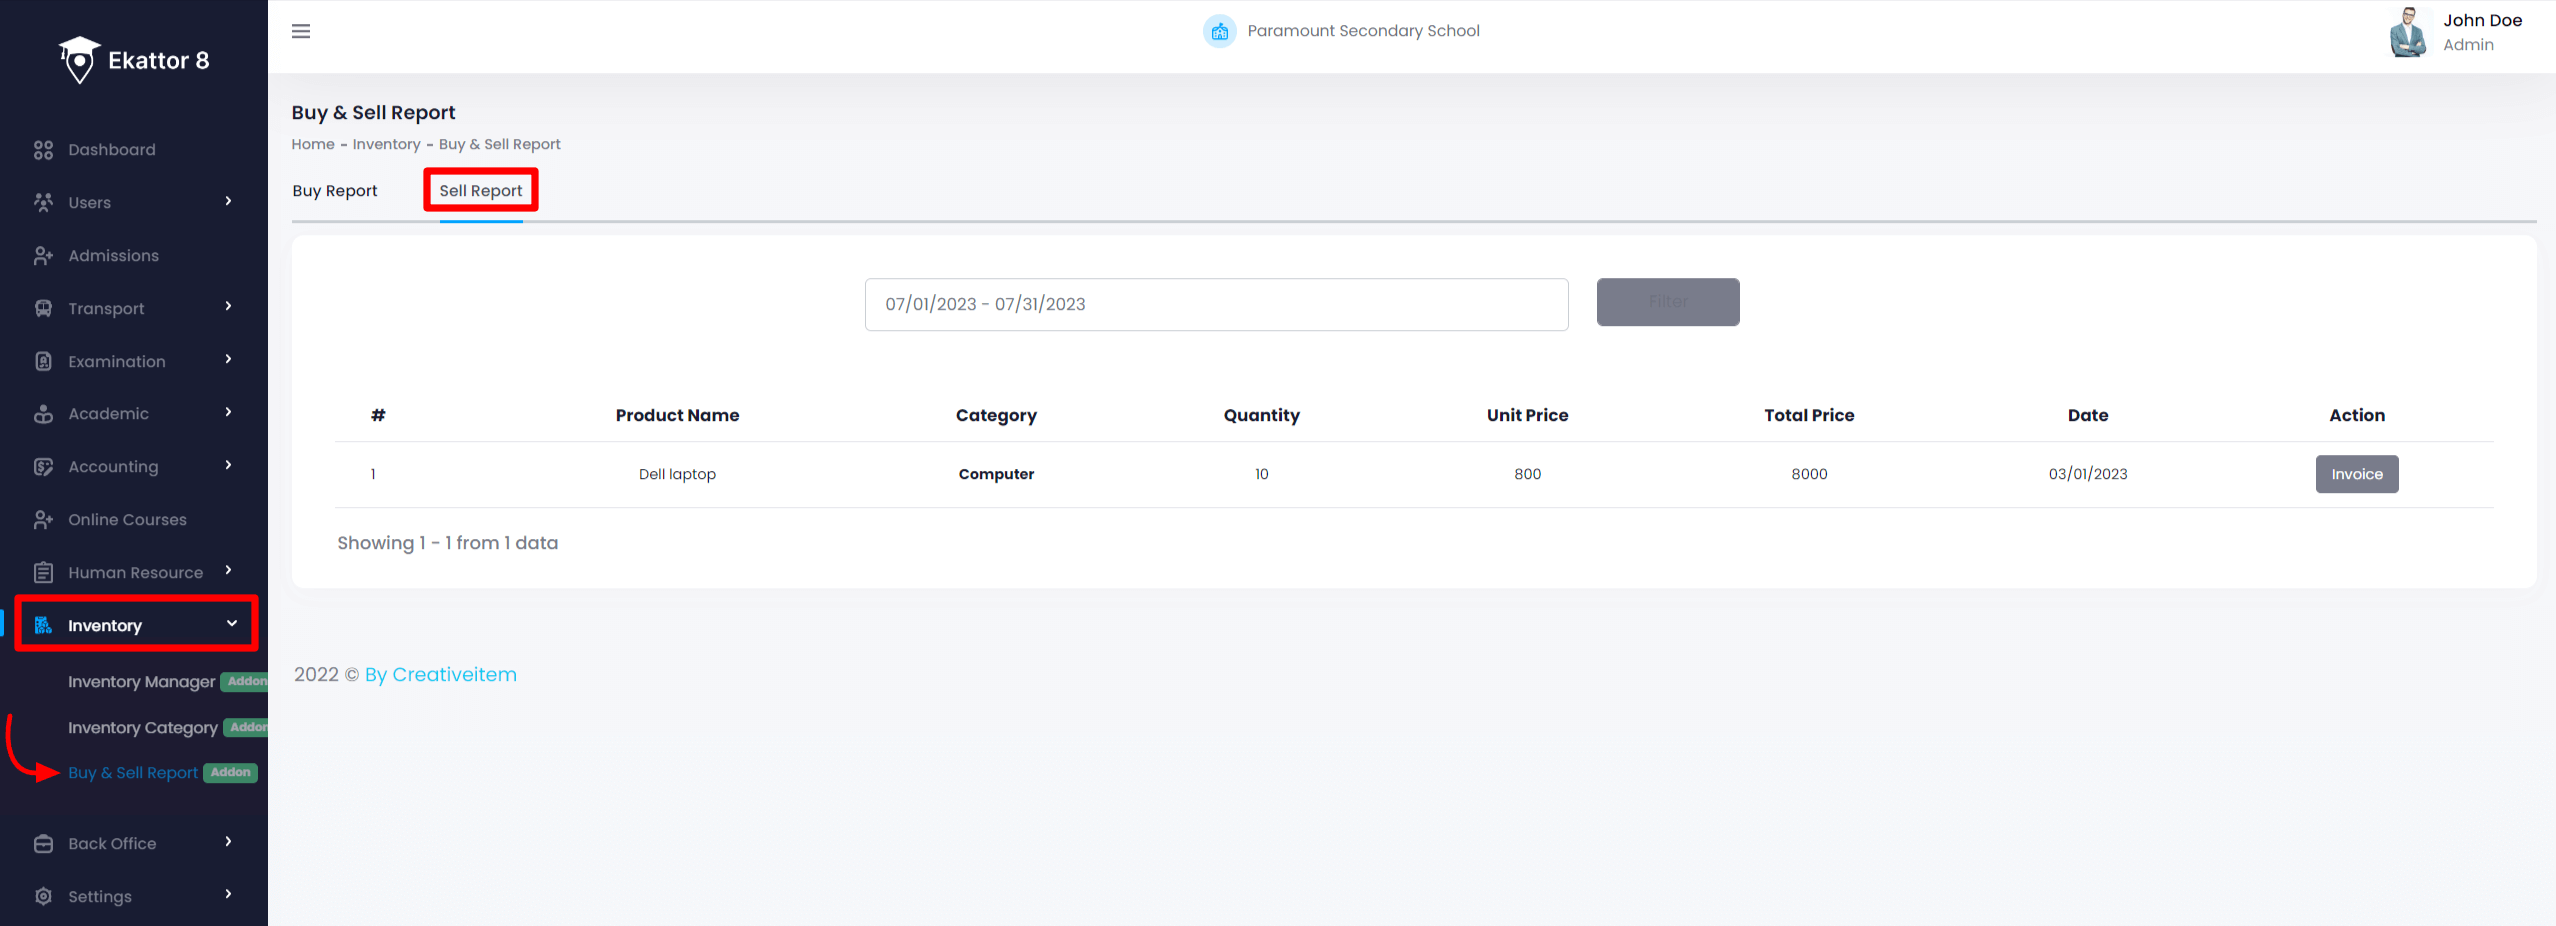 Ekattor 8
Dashboard
Users
Admissions
Transport
Examination
Academic
Accounting
Online Courses
Human Resource
Inventory
Inventory Manager Addon
Inventory Category Addon
Buy & Sell Report Addon
Back Office
Settings
Paramount Secondary School
John Doe
Admin
Buy & Sell Report
Home - Inventory - Buy & Sell Report
Buy Report Sell Report
07/01/2023 - 07/31/2023 Filter
# Product Name Category Quantity Unit Price Total Price Date Action
1 Dell laptop Computer 10 800 8000 03/01/2023 Invoice
Showing 1 - 1 from 1 data
2022 © By Creativeitem